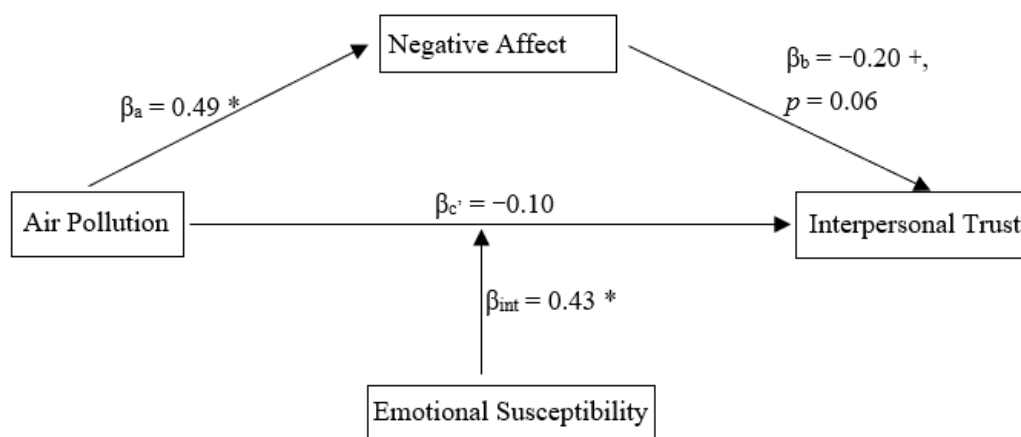 Negative Affect
βb = −0.20 +,
p = 0.06
βa = 0.49 *
Air Pollution
βc’ = −0.10
Interpersonal Trust
βint = 0.43 *
Emotional Susceptibility